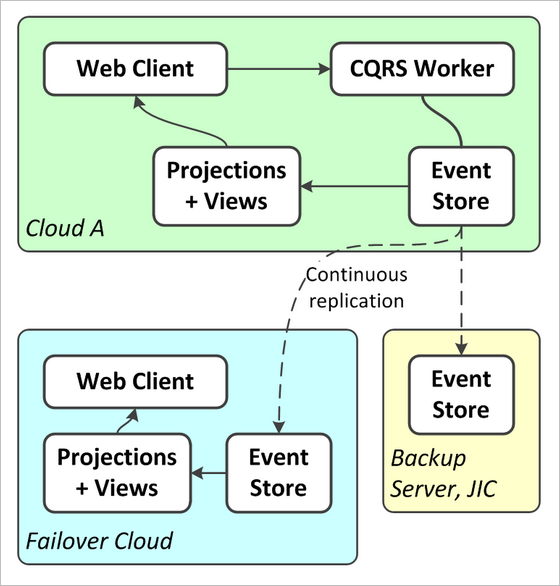 Web Client
CQRS Worker
Projections
+ Views
Event
Store
Cloud A
Continuous
replication
Web Client
Projections
+ Views
Event
Store
Failover Cloud
Event
Store
Backup
Server, JIC